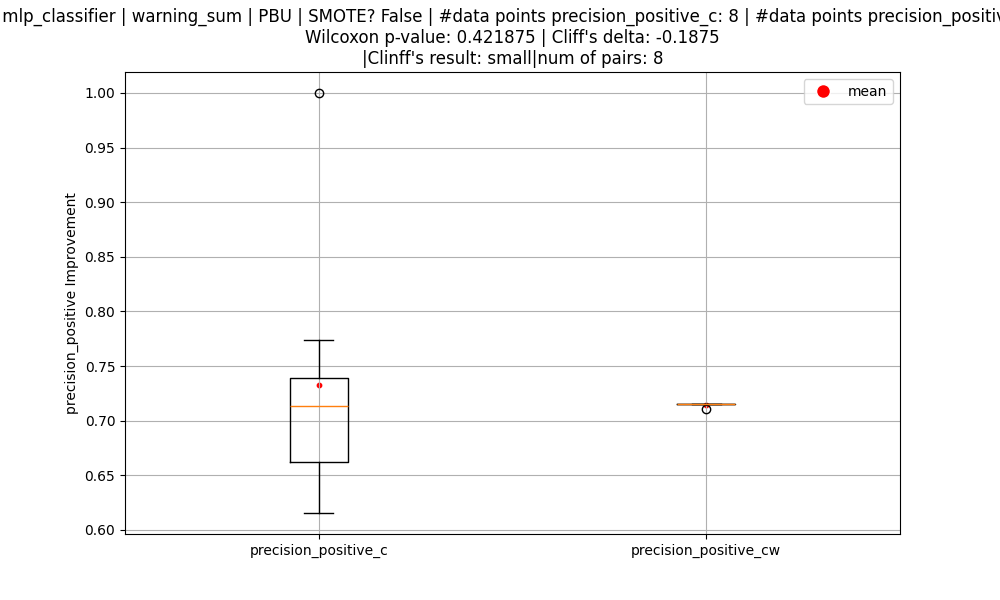 mlp_classifier | warning_sum | PBU | SMOTE? False | #data points precision_positive_c: 8 | #data points
Wilcoxon p-value: 0.421875 | Cliff's delta: -0.1875
|Clinff's result: small|num of pairs: 8
mean
1.00
0.95
0.90
0.85
0.80
0.75
0.70
0.65
0.60
precision_positive Improvement
precision_positive_c
precision_positive_cw